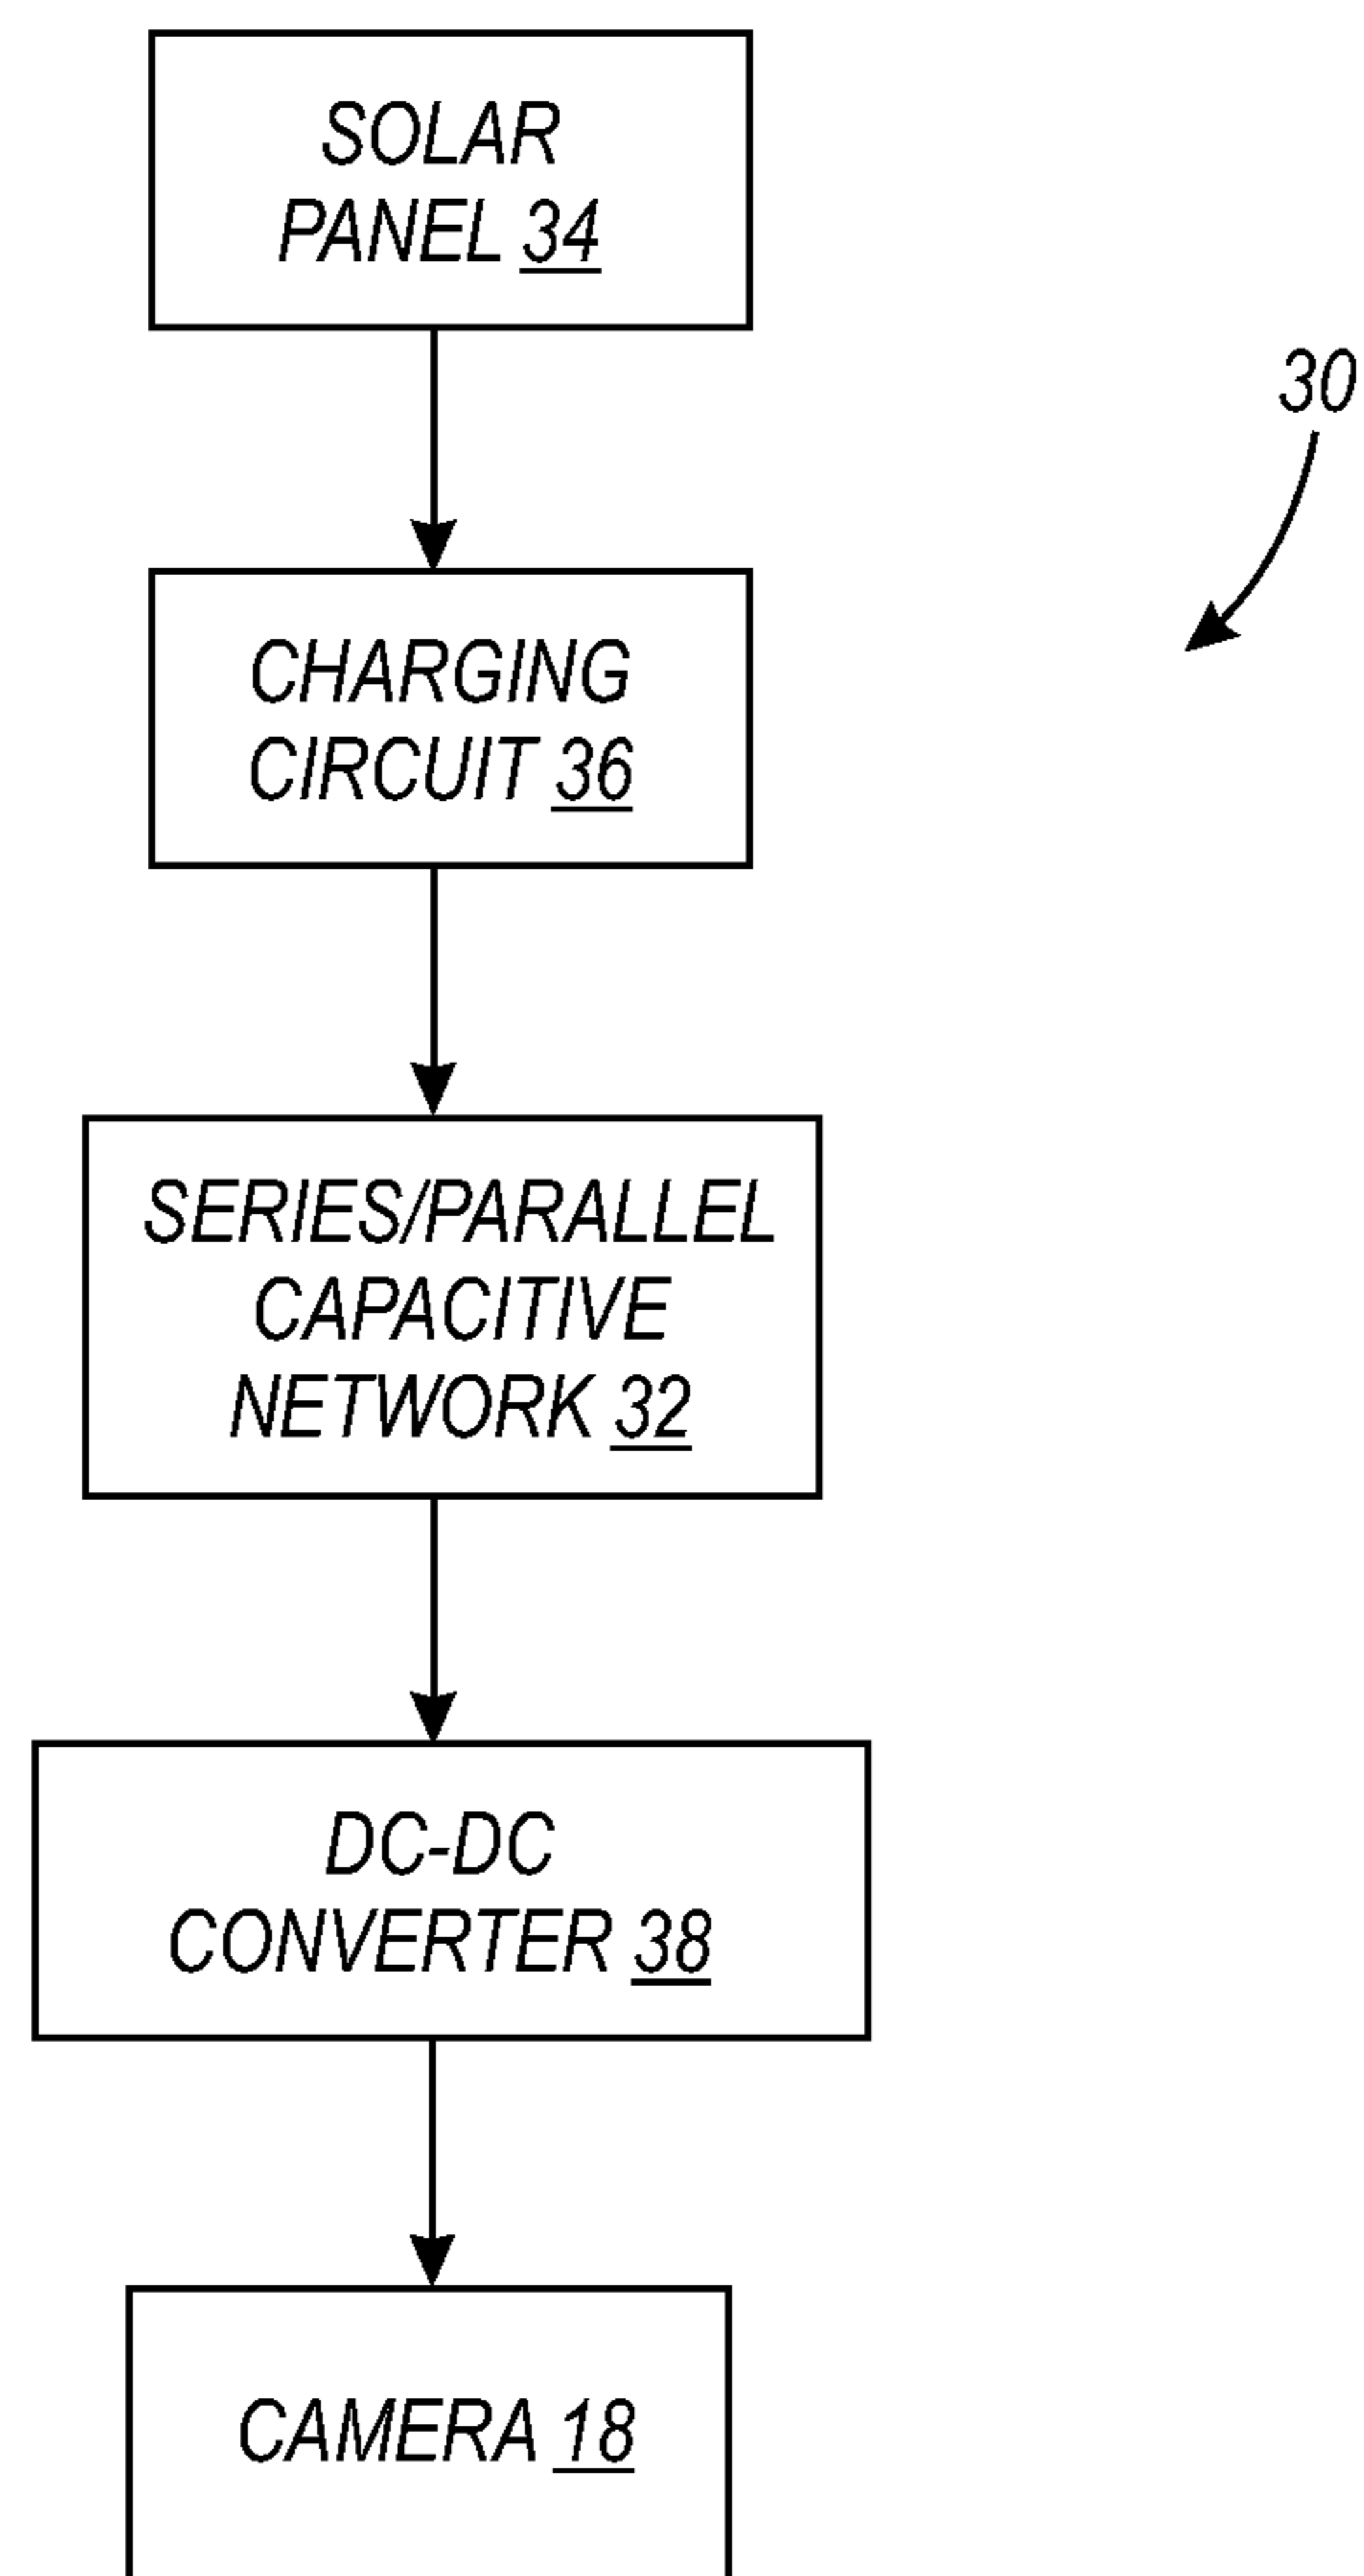 SOLAR
PANEL 34
30
CHARGING
CIRCUIT 36
SERIES/PARALLEL
CAPACITIVE
NETWORK 32
DC-DC
CONVERTER 38
CAMERA 18